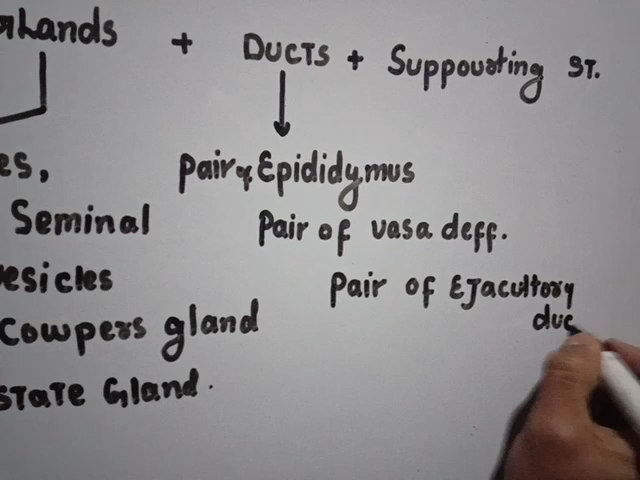 Glands + Ducts + Supporating ST.
es, Pair of Epididymus
Seminal Pair of vasa deff.
esicles Pair of Ejacultory
Cowpers gland duc
state Gland.